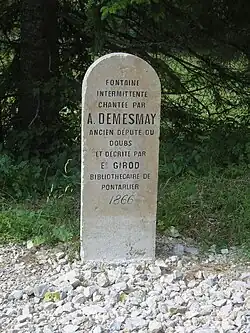 FONTAINE
INTERMITTENTE
CHANTÉE PAR
A. DEMESMAY
ANCIEN DÉPUTÉ DU
DOUBS
ET DÉCRITE PAR
E. GIROD
BIBLIOTHÉCAIRE DE
PONTARLIER
1866